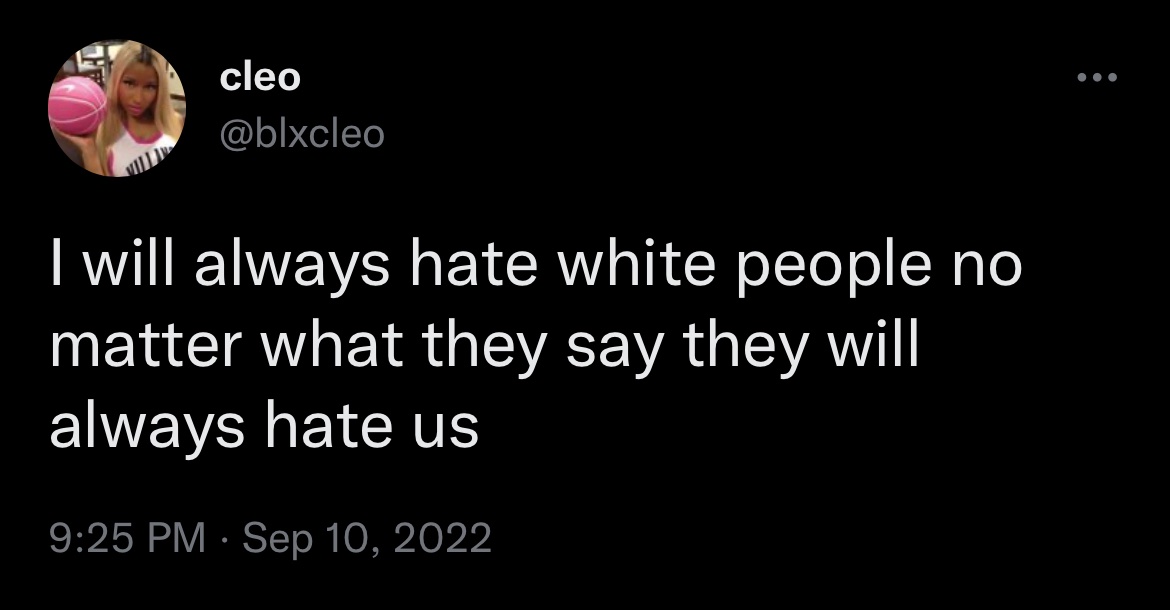 cleo
@blxcleo
I will always hate white people no
matter what they say they will
always hate us
9:25 PM · Sep 10, 2022